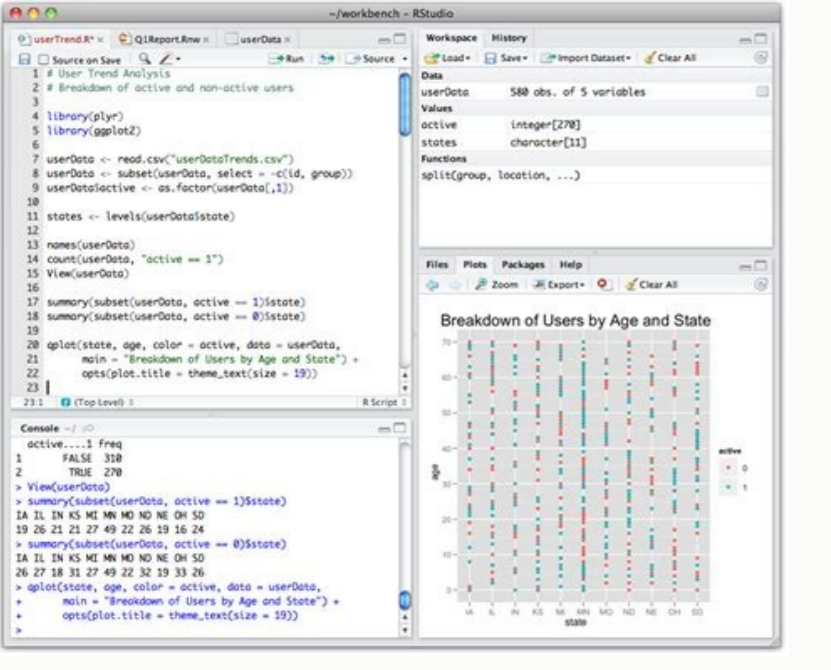 ~/workbench - RStudio
userTrend.R* × Q1Report.Rnw × userData ×
Source on Save Run Source
1 # User Trend Analysis
2 # Breakdown of active and non-active users
3
4 library(plyr)
5 library(ggplot2)
6
7 userData <- read.csv("userDataTrends.csv")
8 userData <- subset(userData, select = -c(id, group))
9 userData$active <- as.factor(userData[,1])
10
11 states <- levels(userData$state)
12
13 names(userData)
14 count(userData, "active == 1")
15 View(userData)
16
17 summary(subset(userData, active == 1)$state)
18 summary(subset(userData, active == 0)$state)
19
20 qplot(state, age, color = active, data = userData,
21 main = "Breakdown of Users by Age and State") +
22 opts(plot.title = theme_text(size = 19))
23
23:1 (Top Level) R Script
Console ~/
active....1 freq
1 FALSE 310
2 TRUE 270
> View(userData)
> summary(subset(userData, active == 1)$state)
IA IL IN KS MI MN MO ND NE OH SD
19 26 21 21 27 49 22 26 19 16 24
> summary(subset(userData, active == 0)$state)
IA IL IN KS MI MN MO ND NE OH SD
26 27 18 31 27 49 22 32 19 33 26
> qplot(state, age, color = active, data = userData,
+ main = "Breakdown of Users by Age and State") +
+ opts(plot.title = theme_text(size = 19))
>
Workspace History
Load Save Import Dataset Clear All
Data
userData 580 obs. of 5 variables
Values
active integer[270]
states character[11]
Functions
split(group, location, ...)
Files Plots Packages Help
Zoom Export Clear All
Breakdown of Users by Age and State
70
60
50
40
30
20
10
0
age
IA IL IN KS MI MN MO ND NE OH SD
state
active
0
1